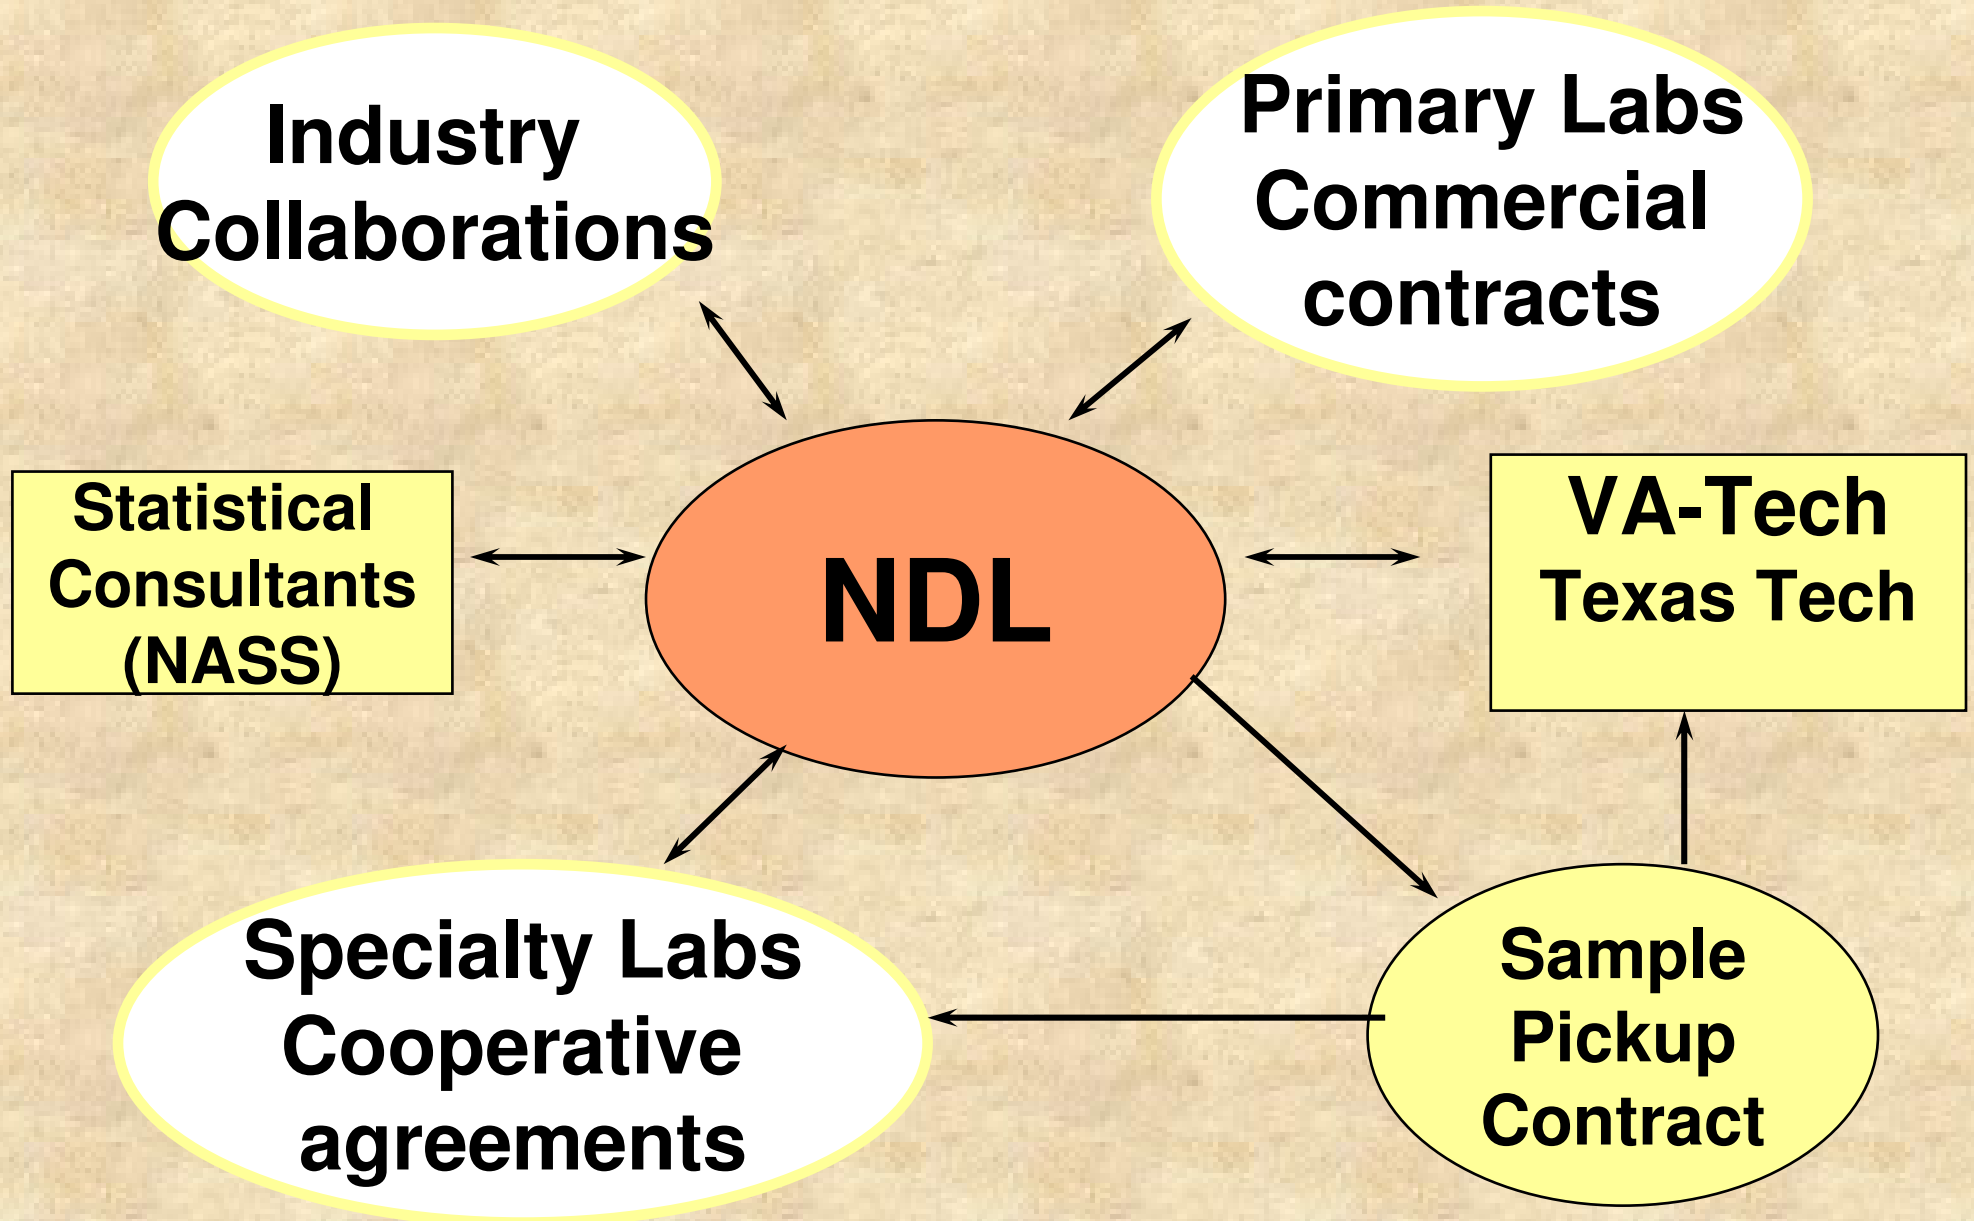 Industry
Collaborations
Primary Labs
Commercial
contracts
Statistical
Consultants
(NASS)
NDL
VA-Tech
Texas Tech
Specialty Labs
Cooperative
agreements
Sample
Pickup
Contract